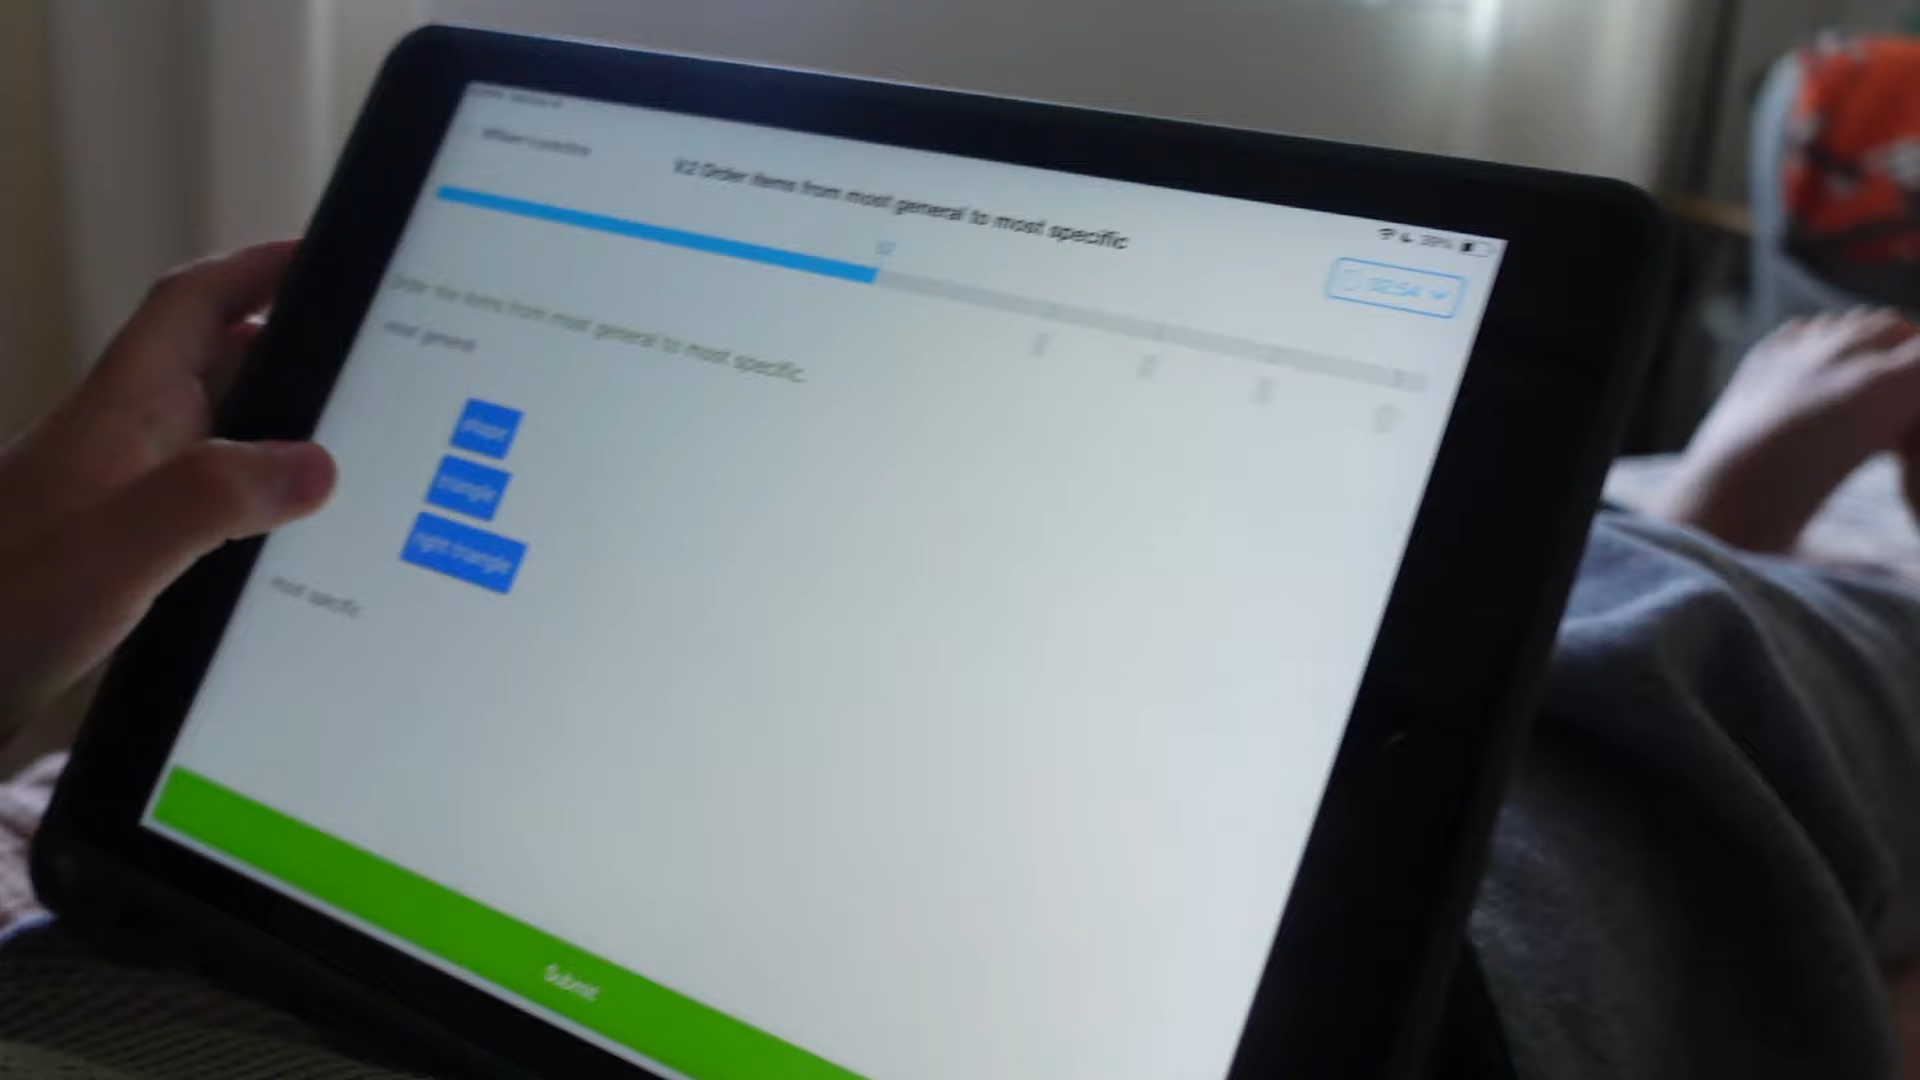 V.2 Order items from most general to most specific
Order the items from most general to most specific.
most general
shape
triangle
right triangle
most specific
Submit